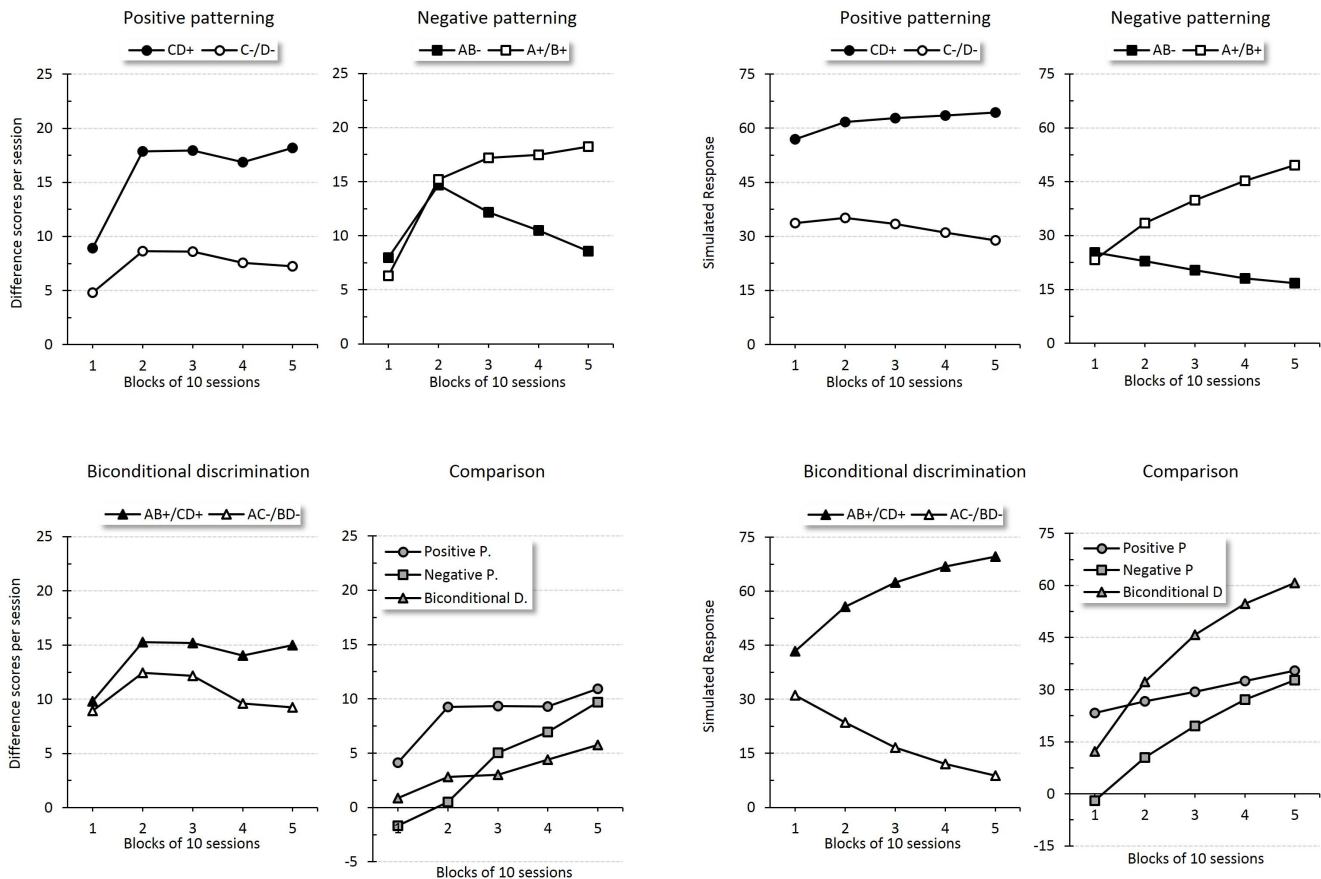 Positive patterning
CD+ C-/D-
Difference scores per session
25
20
15
10
5
0
1 2 3 4 5
Blocks of 10 sessions
Negative patterning
AB- A+/B+
25
20
15
10
5
0
1 2 3 4 5
Blocks of 10 sessions
Positive patterning
CD+ C-/D-
Simulated Response
75
60
45
30
15
0
1 2 3 4 5
Blocks of 10 sessions
Negative patterning
AB- A+/B+
75
60
45
30
15
0
1 2 3 4 5
Blocks of 10 sessions
Biconditional discrimination
AB+/CD+ AC-/BD-
Difference scores per session
25
20
15
10
5
0
1 2 3 4 5
Blocks of 10 sessions
Comparison
Positive P.
Negative P.
Biconditional D.
25
20
15
10
5
0
-5
1 2 3 4 5
Blocks of 10 sessions
Biconditional discrimination
AB+/CD+ AC-/BD-
Simulated Response
75
60
45
30
15
0
1 2 3 4 5
Blocks of 10 sessions
Comparison
Positive P
Negative P
Biconditional D
75
60
45
30
15
0
-15
1 2 3 4 5
Blocks of 10 sessions